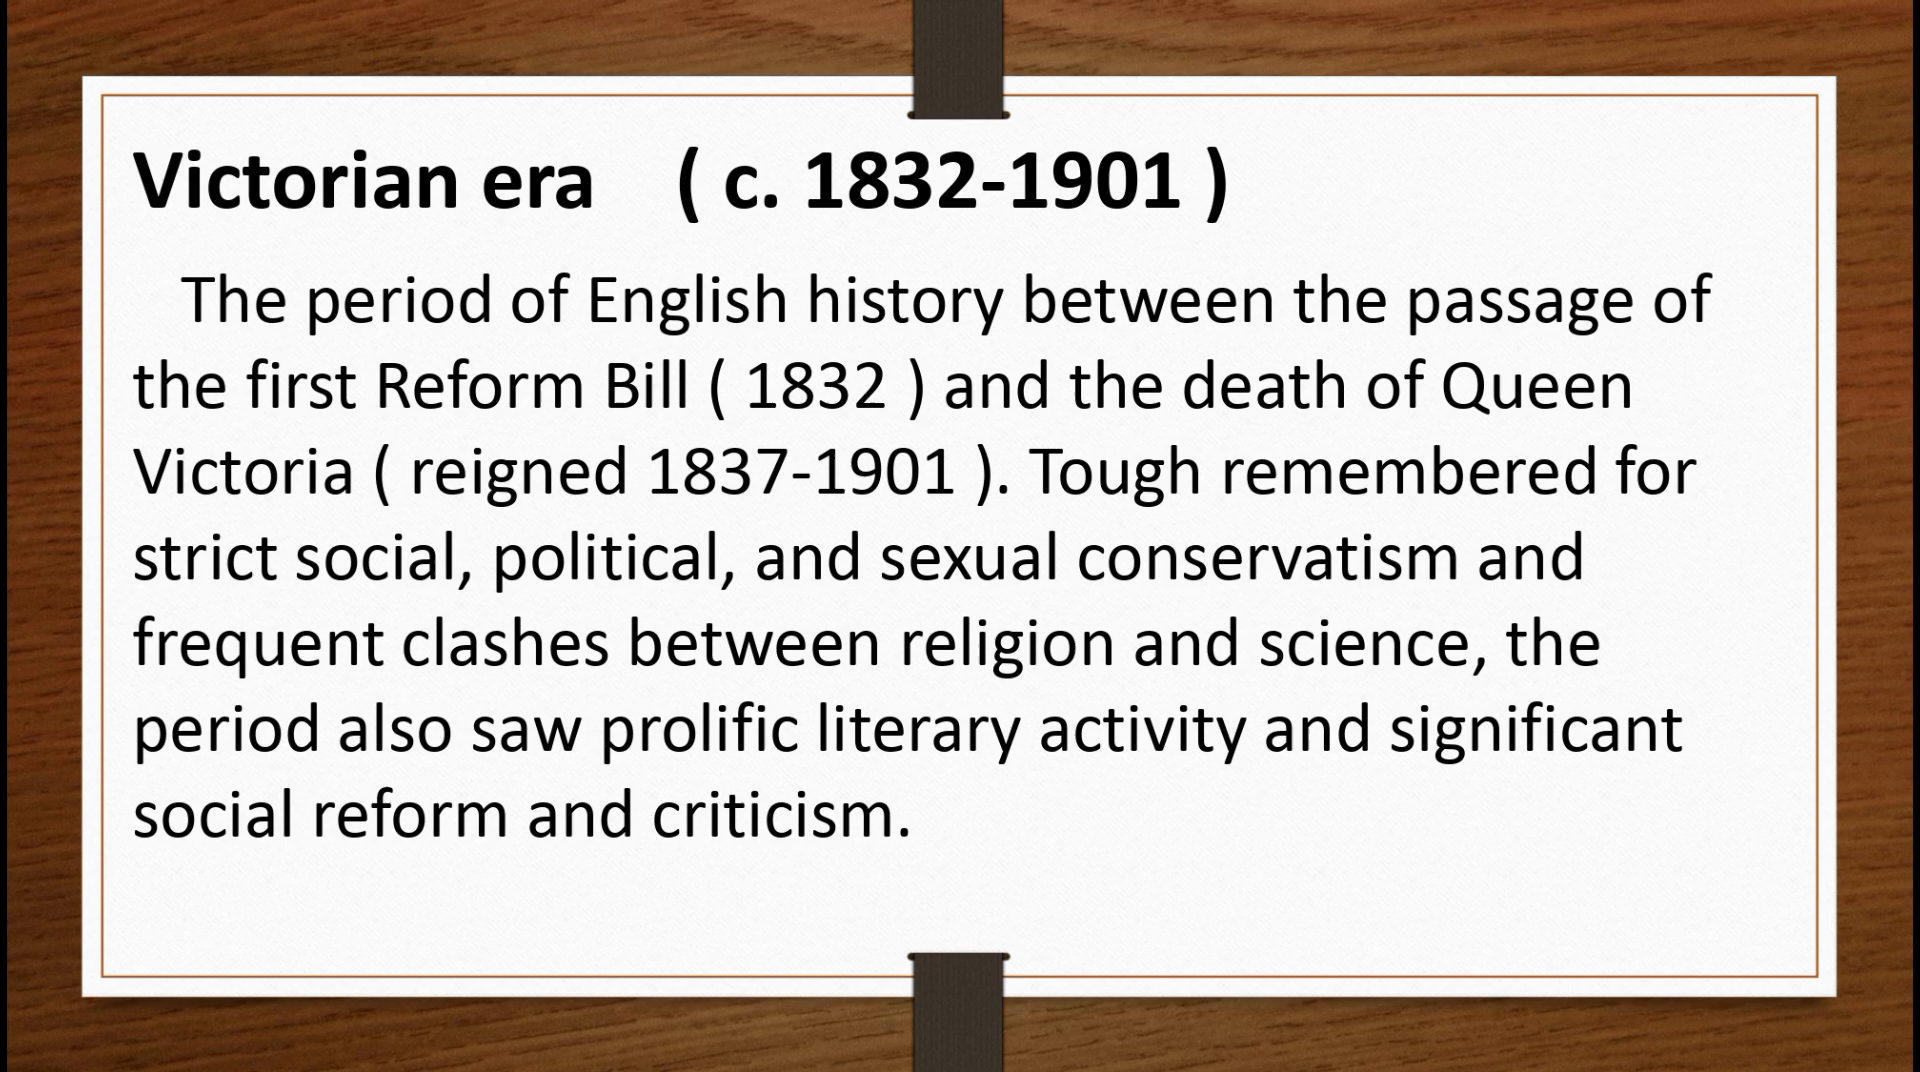 Victorian era ( c. 1832-1901 )
The period of English history between the passage of
the first Reform Bill ( 1832 ) and the death of Queen
Victoria ( reigned 1837-1901 ). Tough remembered for
strict social, political, and sexual conservatism and
frequent clashes between religion and science, the
period also saw prolific literary activity and significant
social reform and criticism.